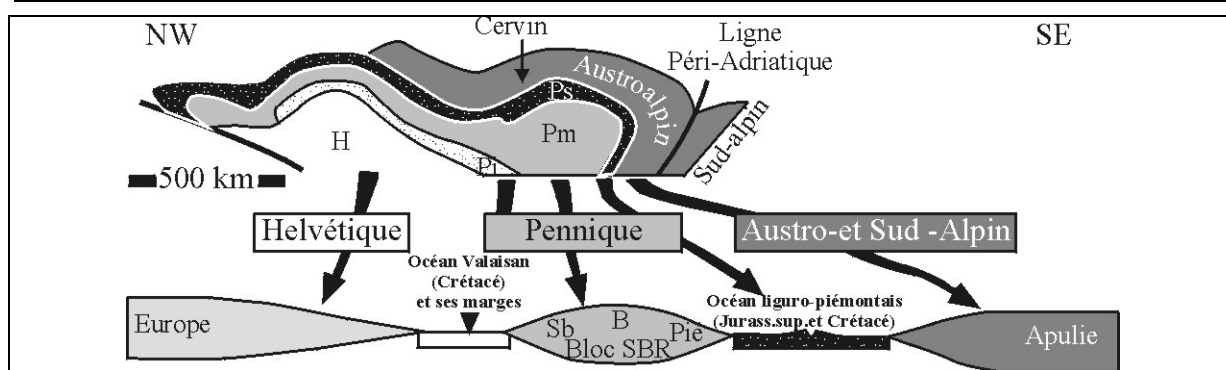 NW
Cervin
Ligne
Péri-Adriatique
SE
Austroalpin
Ps
Pm
H
Pi
Sud-alpin
500 km
Helvétique
Pennique
Austro-et Sud -Alpin
Océan Valaisan
(Crétacé)
et ses marges
Océan liguro-piémontais
(Jurass.sup.et Crétacé)
Europe
Sb
B
Pié
Bloc SBR
Apulie